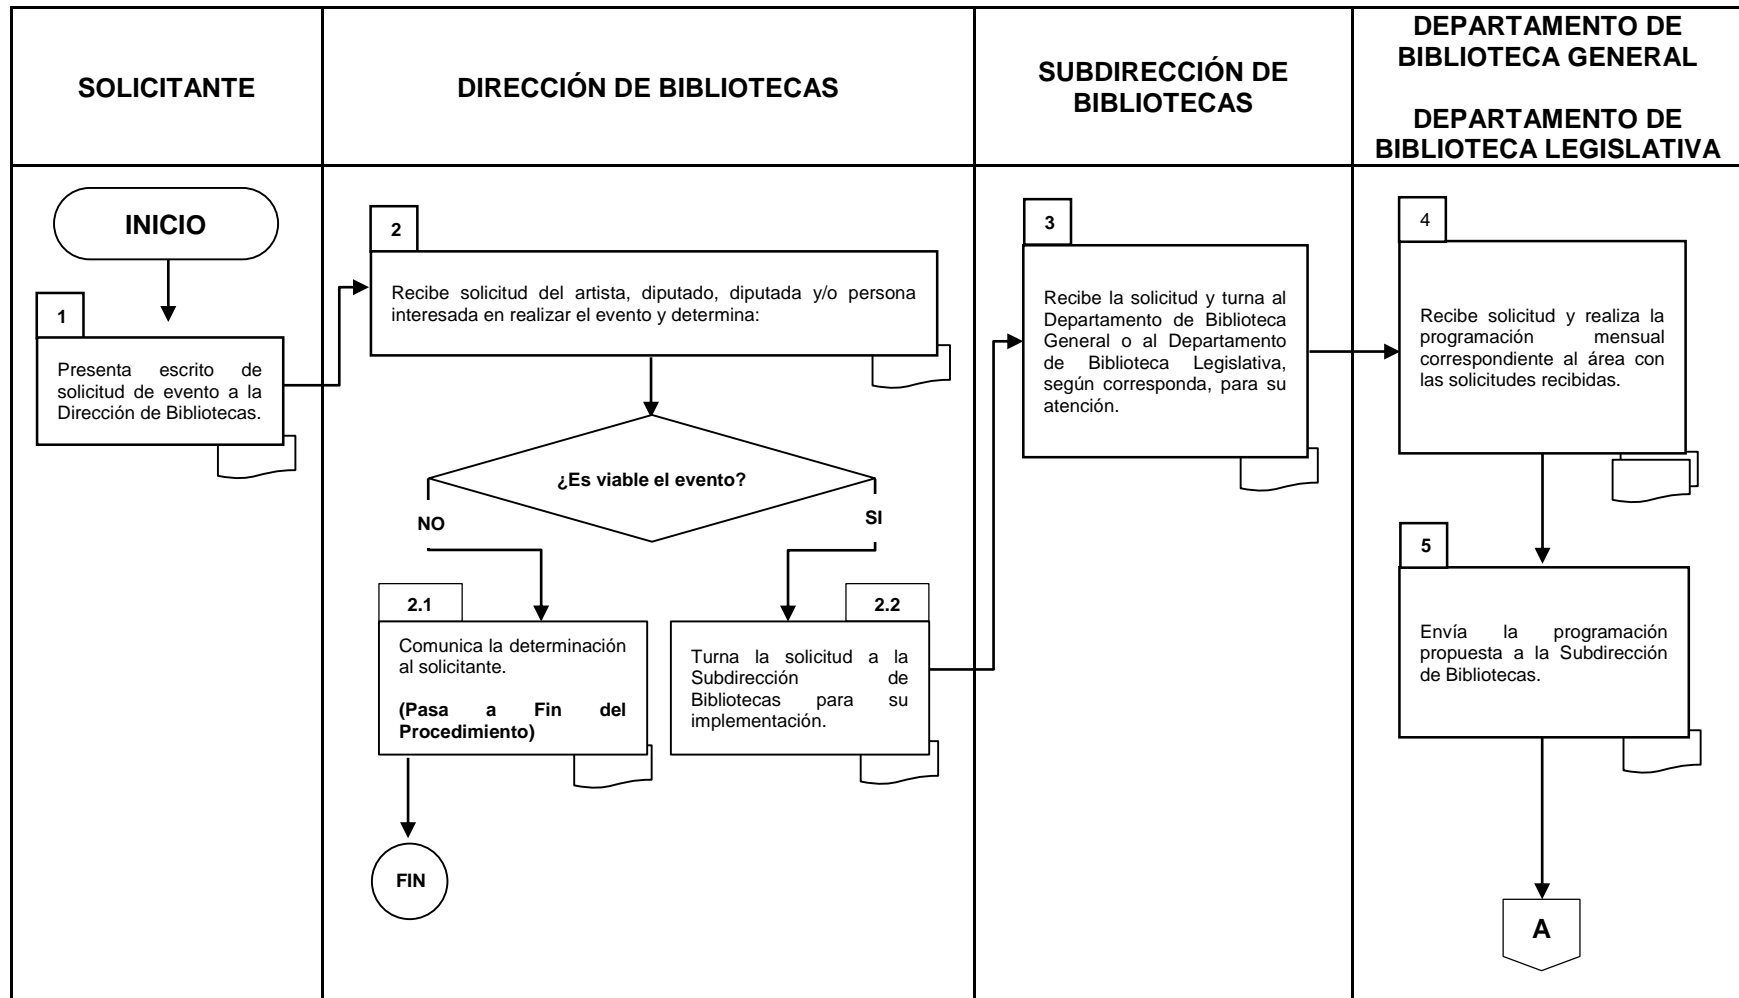 SOLICITANTE
DIRECCIÓN DE BIBLIOTECAS
SUBDIRECCIÓN DE
BIBLIOTECAS
DEPARTAMENTO DE
BIBLIOTECA GENERAL
DEPARTAMENTO DE
BIBLIOTECA LEGISLATIVA
INICIO
1
Presenta escrito de
solicitud de evento a la
Dirección de Bibliotecas.
2
Recibe solicitud del artista, diputado, diputada y/o persona
interesada en realizar el evento y determina:
¿Es viable el evento?
NO
SI
2.1
Comunica la determinación
al solicitante.
(Pasa a Fin del
Procedimiento)
FIN
2.2
Turna la solicitud a la
Subdirección de
Bibliotecas para su
implementación.
3
Recibe la solicitud y turna al
Departamento de Biblioteca
General o al Departamento
de Biblioteca Legislativa,
según corresponda, para su
atención.
4
Recibe solicitud y realiza la
programación mensual
correspondiente al área con
las solicitudes recibidas.
5
Envía la programación
propuesta a la Subdirección
de Bibliotecas.
A